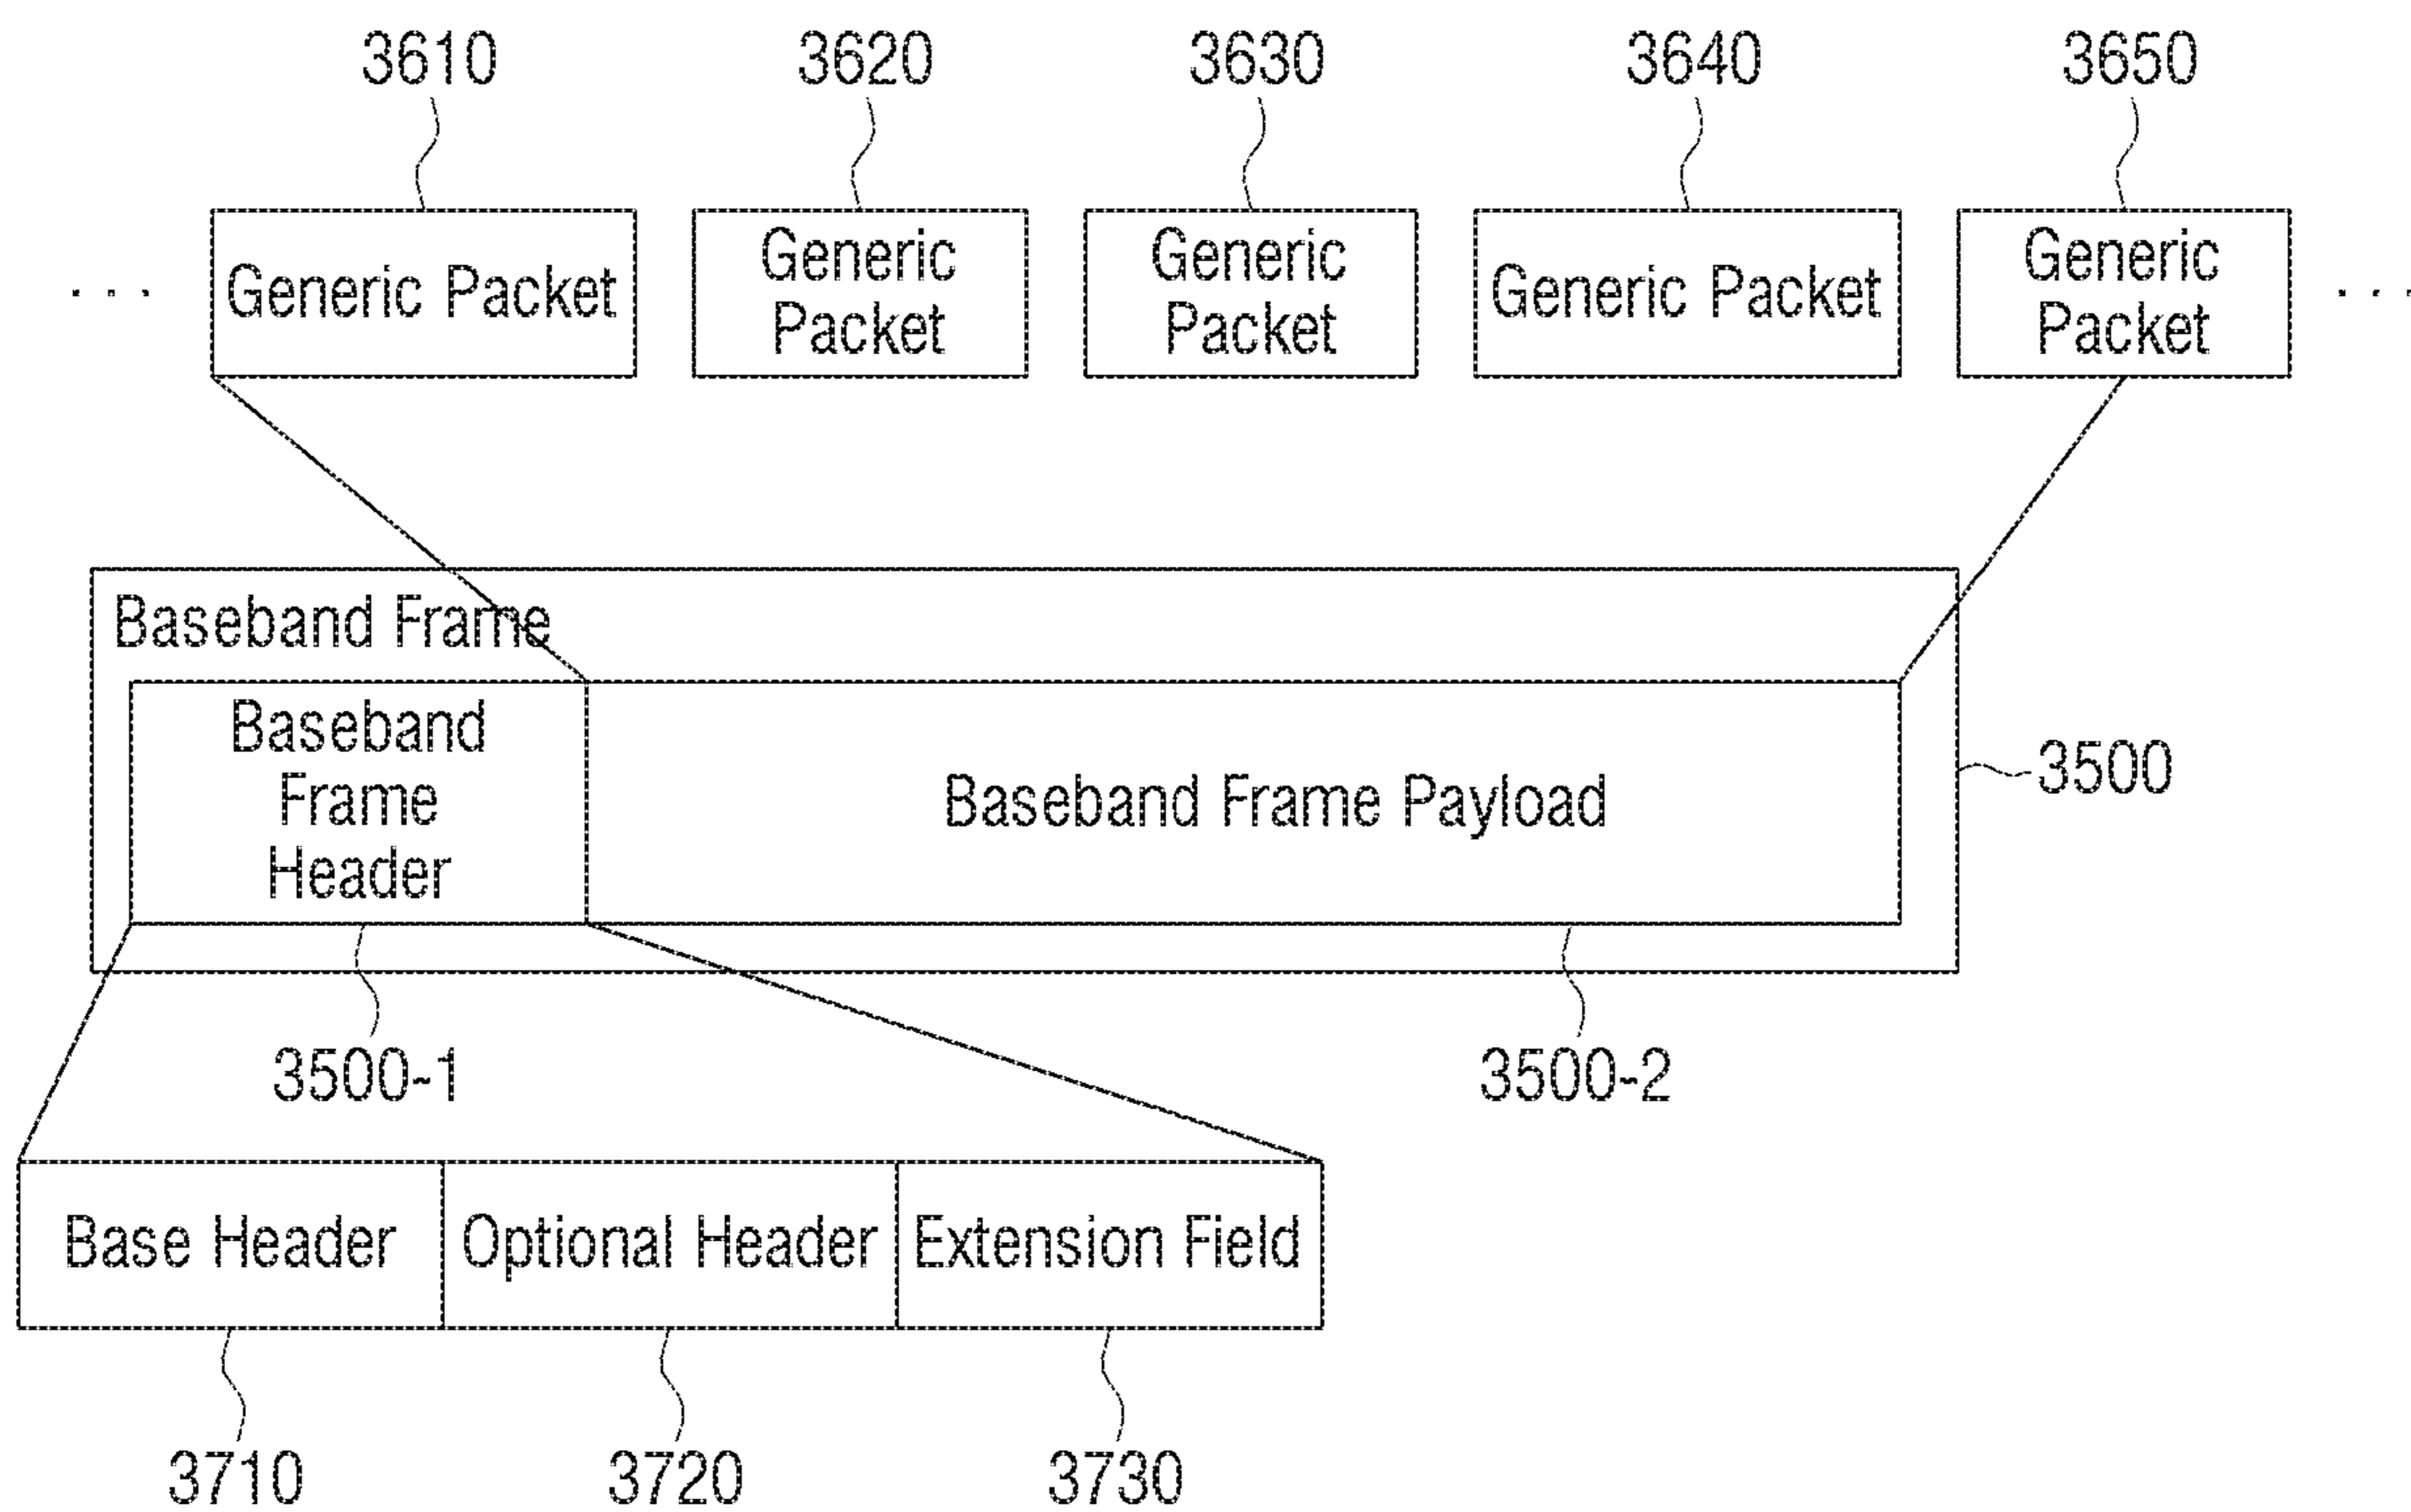 3610 3620 3630 3640 3650
... Generic Packet Generic Packet Generic Packet Generic Packet Generic Packet ...
Baseband Frame
Baseband
Frame
Header
Baseband Frame Payload
3500
3500-1 3500-2
Base Header Optional Header Extension Field
3710 3720 3730